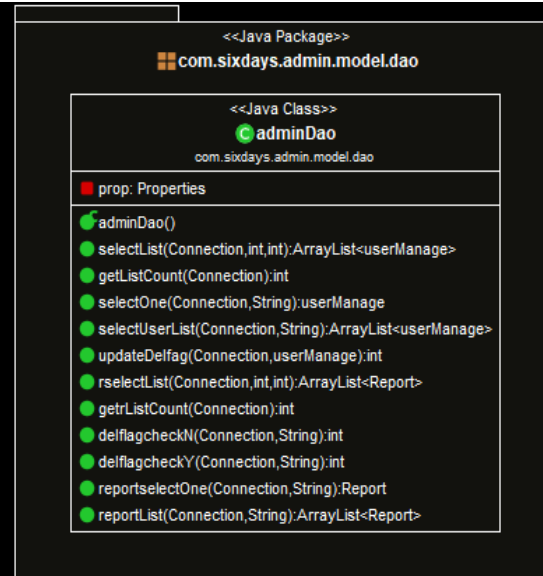 <<Java Package>>
com.sixdays.admin.model.dao
<<Java Class>>
C adminDao
com.sixdays.admin.model.dao
prop: Properties
adminDao()
selectList(Connection,int,int):ArrayList<userManage>
getListCount(Connection):int
selectOne(Connection,String):userManage
selectUserList(Connection,String):ArrayList<userManage>
updateDelfag(Connection,userManage):int
rselectList(Connection,int,int):ArrayList<Report>
getrListCount(Connection):int
delflagcheckN(Connection,String):int
delflagcheckY(Connection,String):int
reportselectOne(Connection,String):Report
reportList(Connection,String):ArrayList<Report>